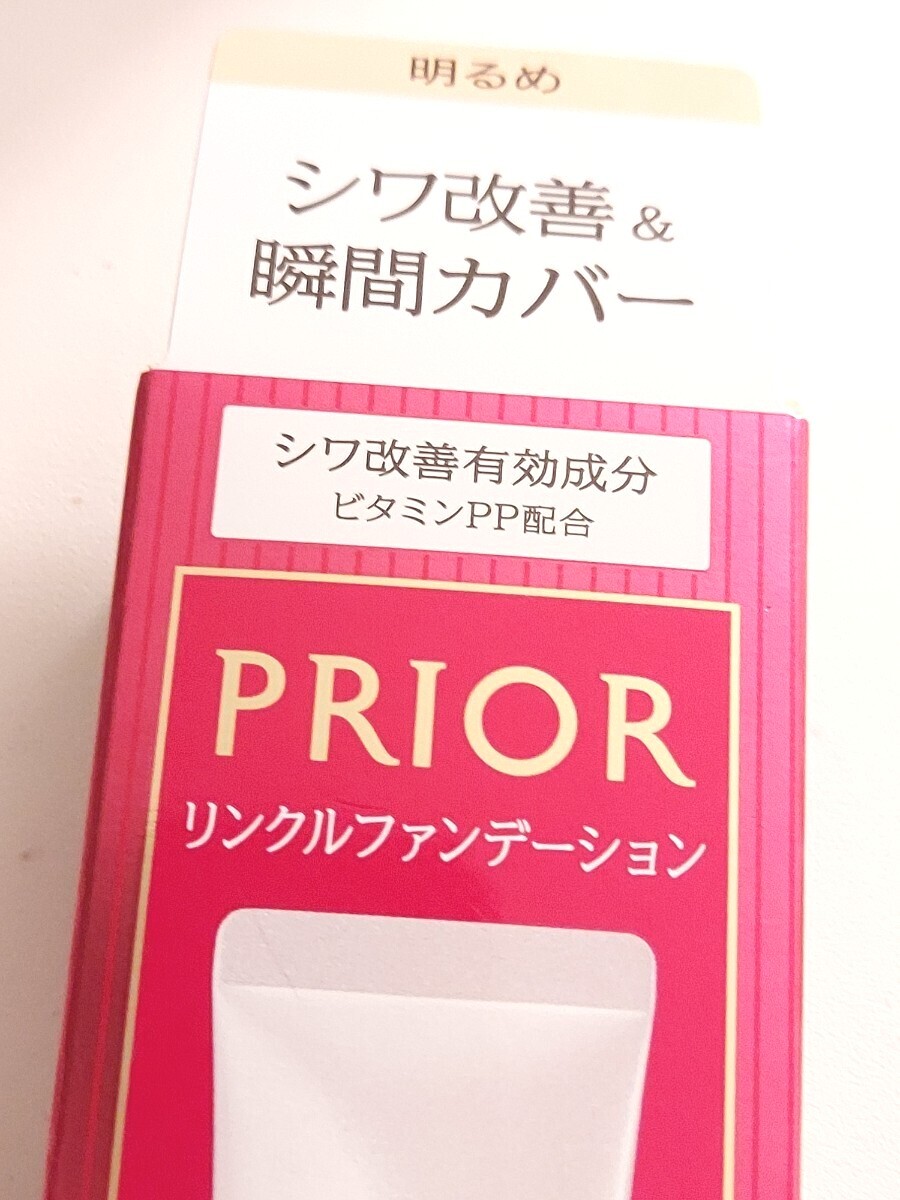 明るめ
シワ改善&
瞬間カバー
シワ改善有効成分
ビタミンPP配合
PRIOR
リンクルファンデーション